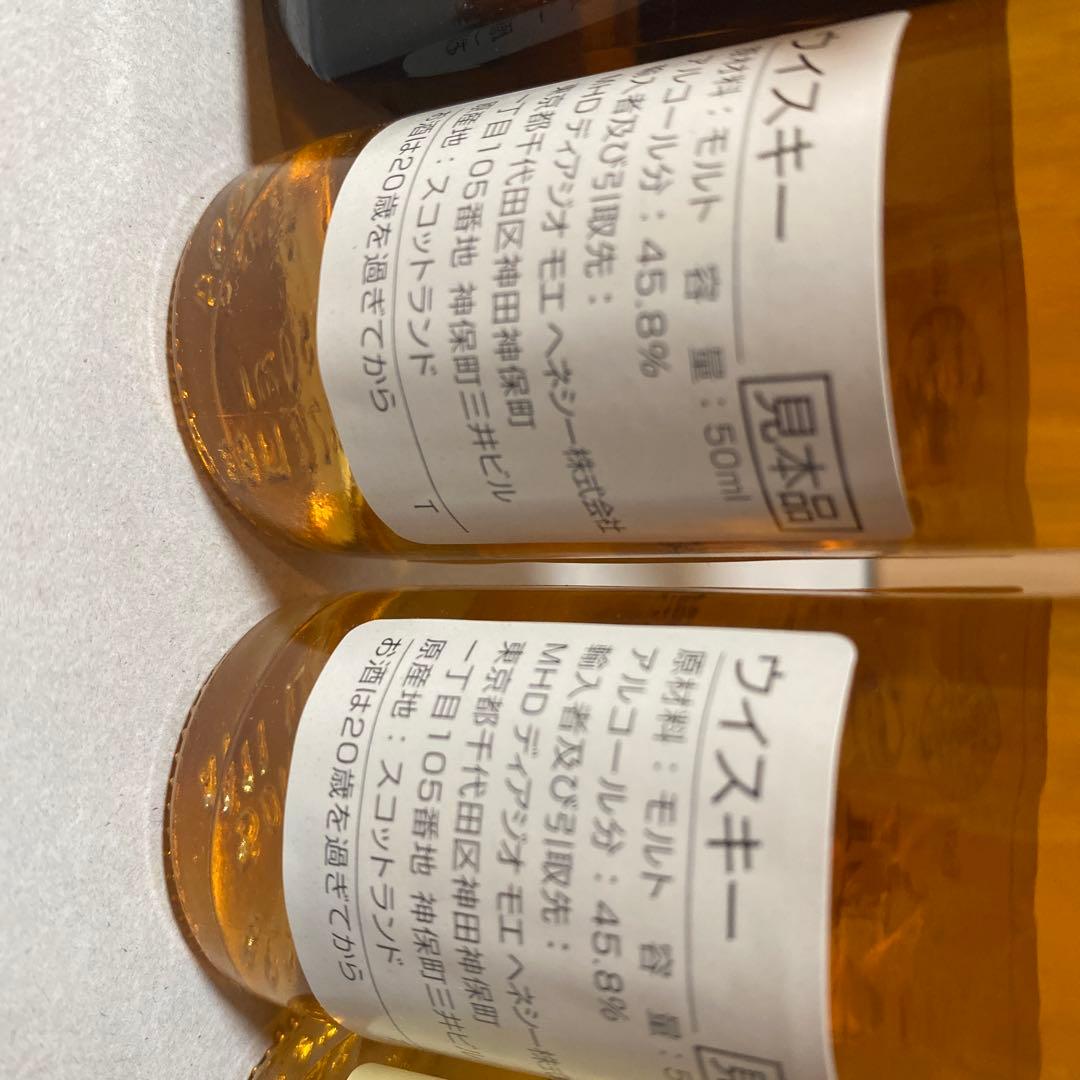 ウイスキー
見本品
原材料：モルト 容 量：50ml
アルコール分：45.8%
輸入者及び引取先：
MHD ディアジオ モエ ヘネシー株式会社
東京都千代田区神田神保町
一丁目105番地 神保町三井ビル
原産地：スコットランド T
お酒は20歳を過ぎてから
ウイスキー
見
原材料：モルト 容 量：5
アルコール分：45.8%
輸入者及び引取先：
MHD ディアジオ モエ ヘネシー株
東京都千代田区神田神保町
一丁目105番地 神保町三井ビル
原産地：スコットランド
お酒は20歳を過ぎてから